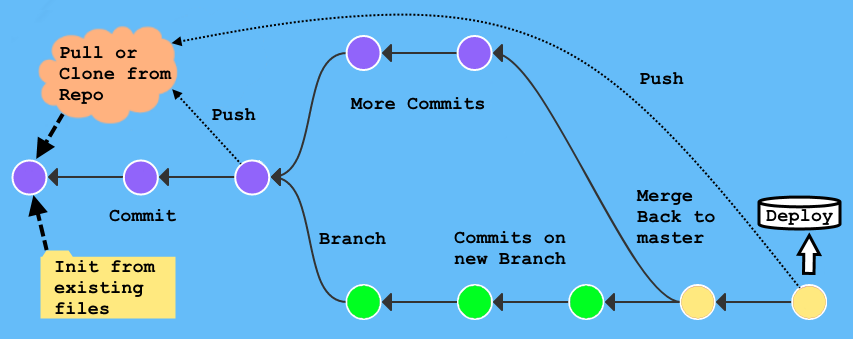 Pull or
Clone from
Repo
Push
Commit
Init from
existing
files
More Commits
Branch
Commits on
new Branch
Push
Merge
Back to
master
Deploy